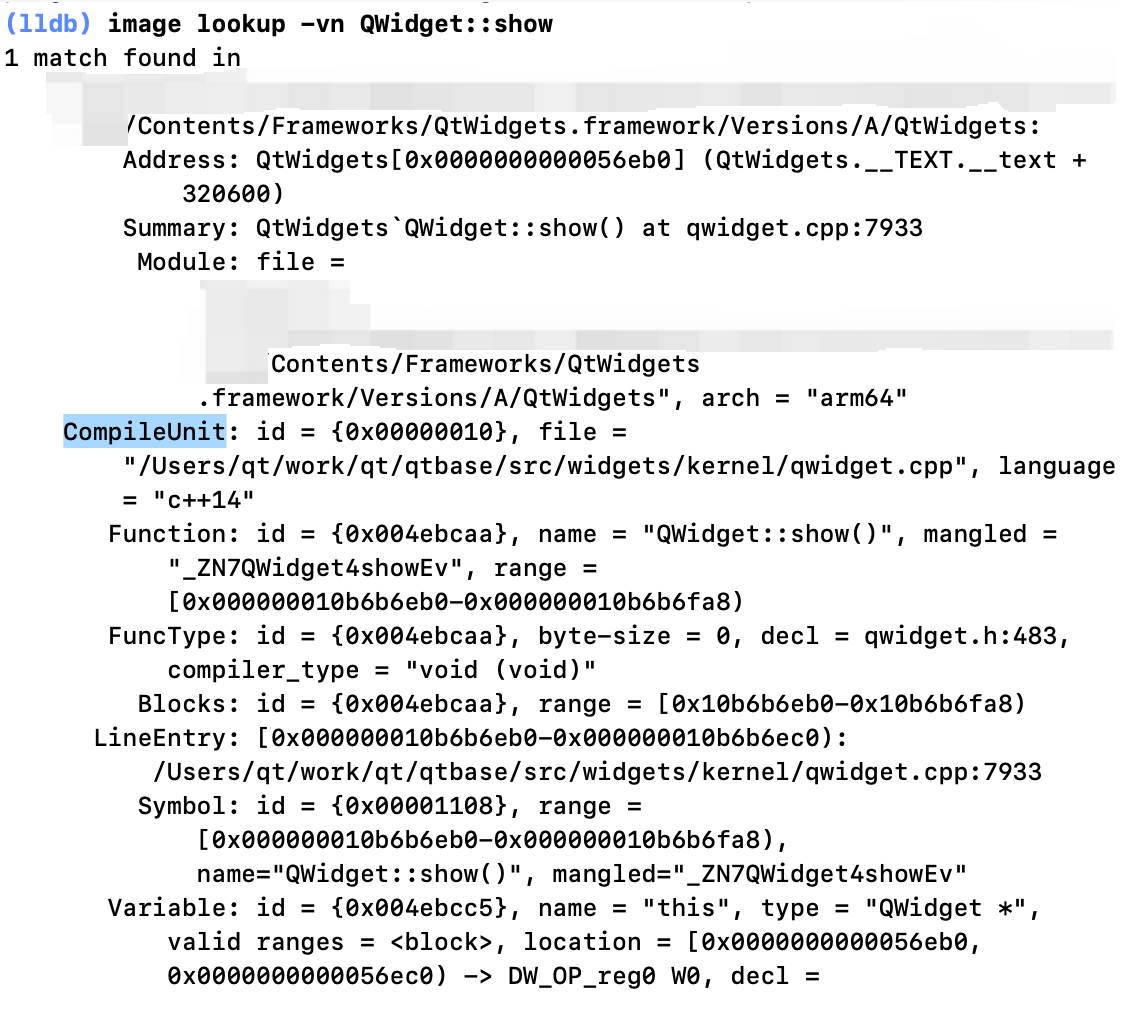 (lldb) image lookup -vn QWidget::show
1 match found in
/Contents/Frameworks/QtWidgets.framework/Versions/A/QtWidgets:
Address: QtWidgets[0x0000000000056eb0] (QtWidgets.__TEXT.__text +
320600)
Summary: QtWidgets`QWidget::show() at qwidget.cpp:7933
Module: file =
Contents/Frameworks/QtWidgets
.framework/Versions/A/QtWidgets", arch = "arm64"
CompileUnit: id = {0x00000010}, file =
"/Users/qt/work/qt/qtbase/src/widgets/kernel/qwidget.cpp", language
= "c++14"
Function: id = {0x004ebcaa}, name = "QWidget::show()", mangled =
"_ZN7QWidget4showEv", range =
[0x000000010b6b6eb0-0x000000010b6b6fa8)
FuncType: id = {0x004ebcaa}, byte-size = 0, decl = qwidget.h:483,
compiler_type = "void (void)"
Blocks: id = {0x004ebcaa}, range = [0x10b6b6eb0-0x10b6b6fa8)
LineEntry: [0x000000010b6b6eb0-0x000000010b6b6ec0):
/Users/qt/work/qt/qtbase/src/widgets/kernel/qwidget.cpp:7933
Symbol: id = {0x00001108}, range =
[0x000000010b6b6eb0-0x000000010b6b6fa8),
name="QWidget::show()", mangled="_ZN7QWidget4showEv"
Variable: id = {0x004ebcc5}, name = "this", type = "QWidget *",
valid ranges = <block>, location = [0x0000000000056eb0,
0x0000000000056ec0) -> DW_OP_reg0 W0, decl =